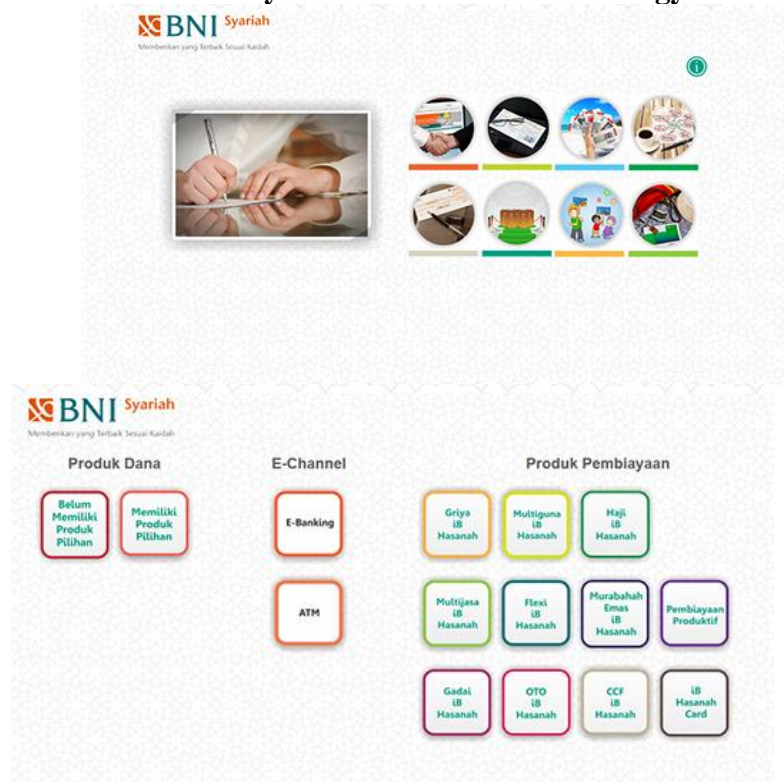 BNI Syariah
Memberikan yang Terbaik Sesuai Kaidah
BNI Syariah
Memberikan yang Terbaik Sesuai Kaidah
Produk Dana
E-Channel
Produk Pembiayaan
Belum
Memiliki
Produk
Pilihan
Memiliki
Produk
Pilihan
E-Banking
Griya
iB
Hasanah
Multiguna
iB
Hasanah
Haji
iB
Hasanah
ATM
Multijasa
iB
Hasanah
Flexi
iB
Hasanah
Murabahah
Emas
iB
Hasanah
Pembiayaan
Produktif
Gadai
iB
Hasanah
OTO
iB
Hasanah
CCF
iB
Hasanah
iB
Hasanah
Card